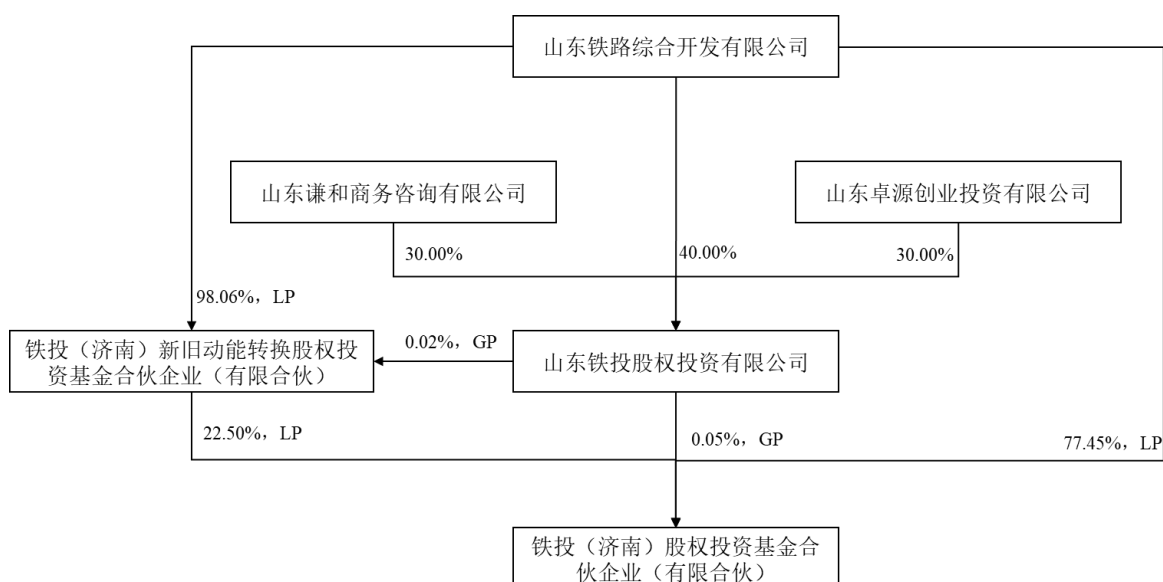 山东铁路综合开发有限公司
山东谦和商务咨询有限公司
山东卓源创业投资有限公司
30.00%
40.00%
30.00%
98.06%，LP
铁投（济南）新旧动能转换股权投
资基金合伙企业（有限合伙）
0.02%，GP
山东铁投股权投资有限公司
22.50%，LP
0.05%，GP
77.45%，LP
铁投（济南）股权投资基金合
伙企业（有限合伙）